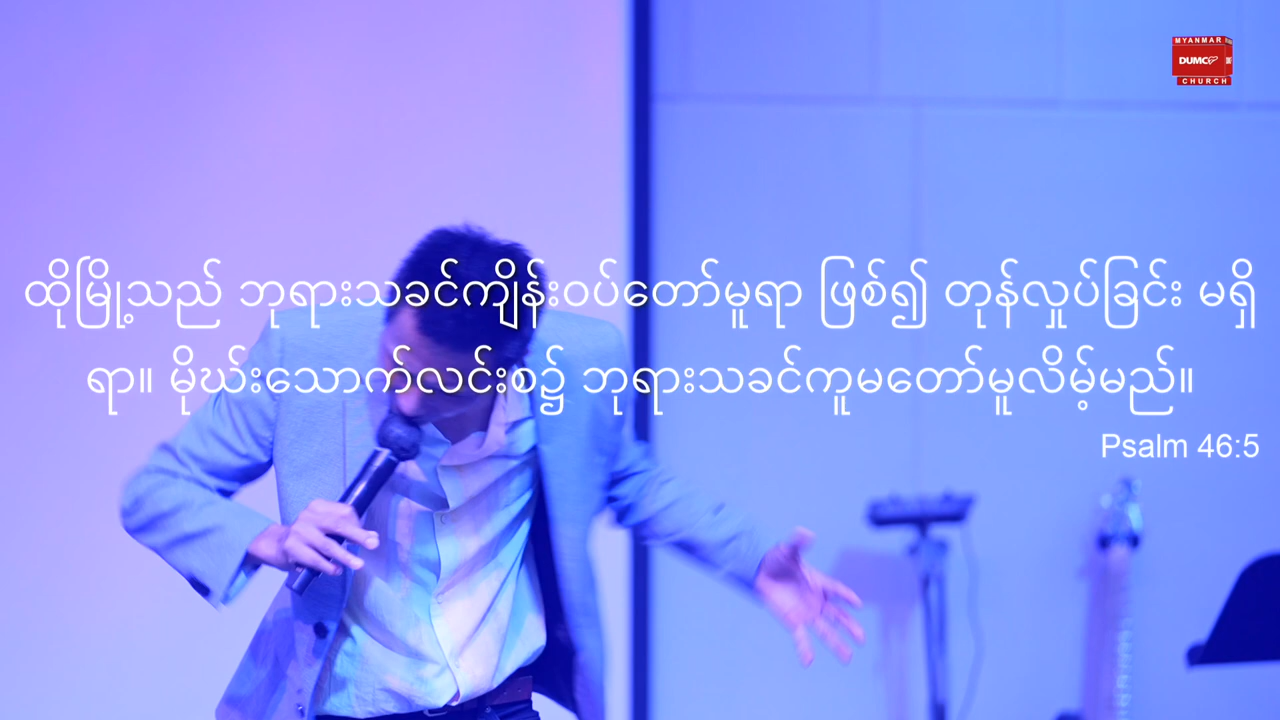 MYANMAR
DUMC
CHURCH
ထိုမြို့သည် ဘုရားသခင်ကျိန်းဝပ်တော်မူရာ ဖြစ်၍ တုန်လှုပ်ခြင်း မရှိ
ရာ။ မိုဃ်းသောက်လင်းစ၌ ဘုရားသခင်ကူမတော်မူလိမ့်မည်။
Psalm 46:5